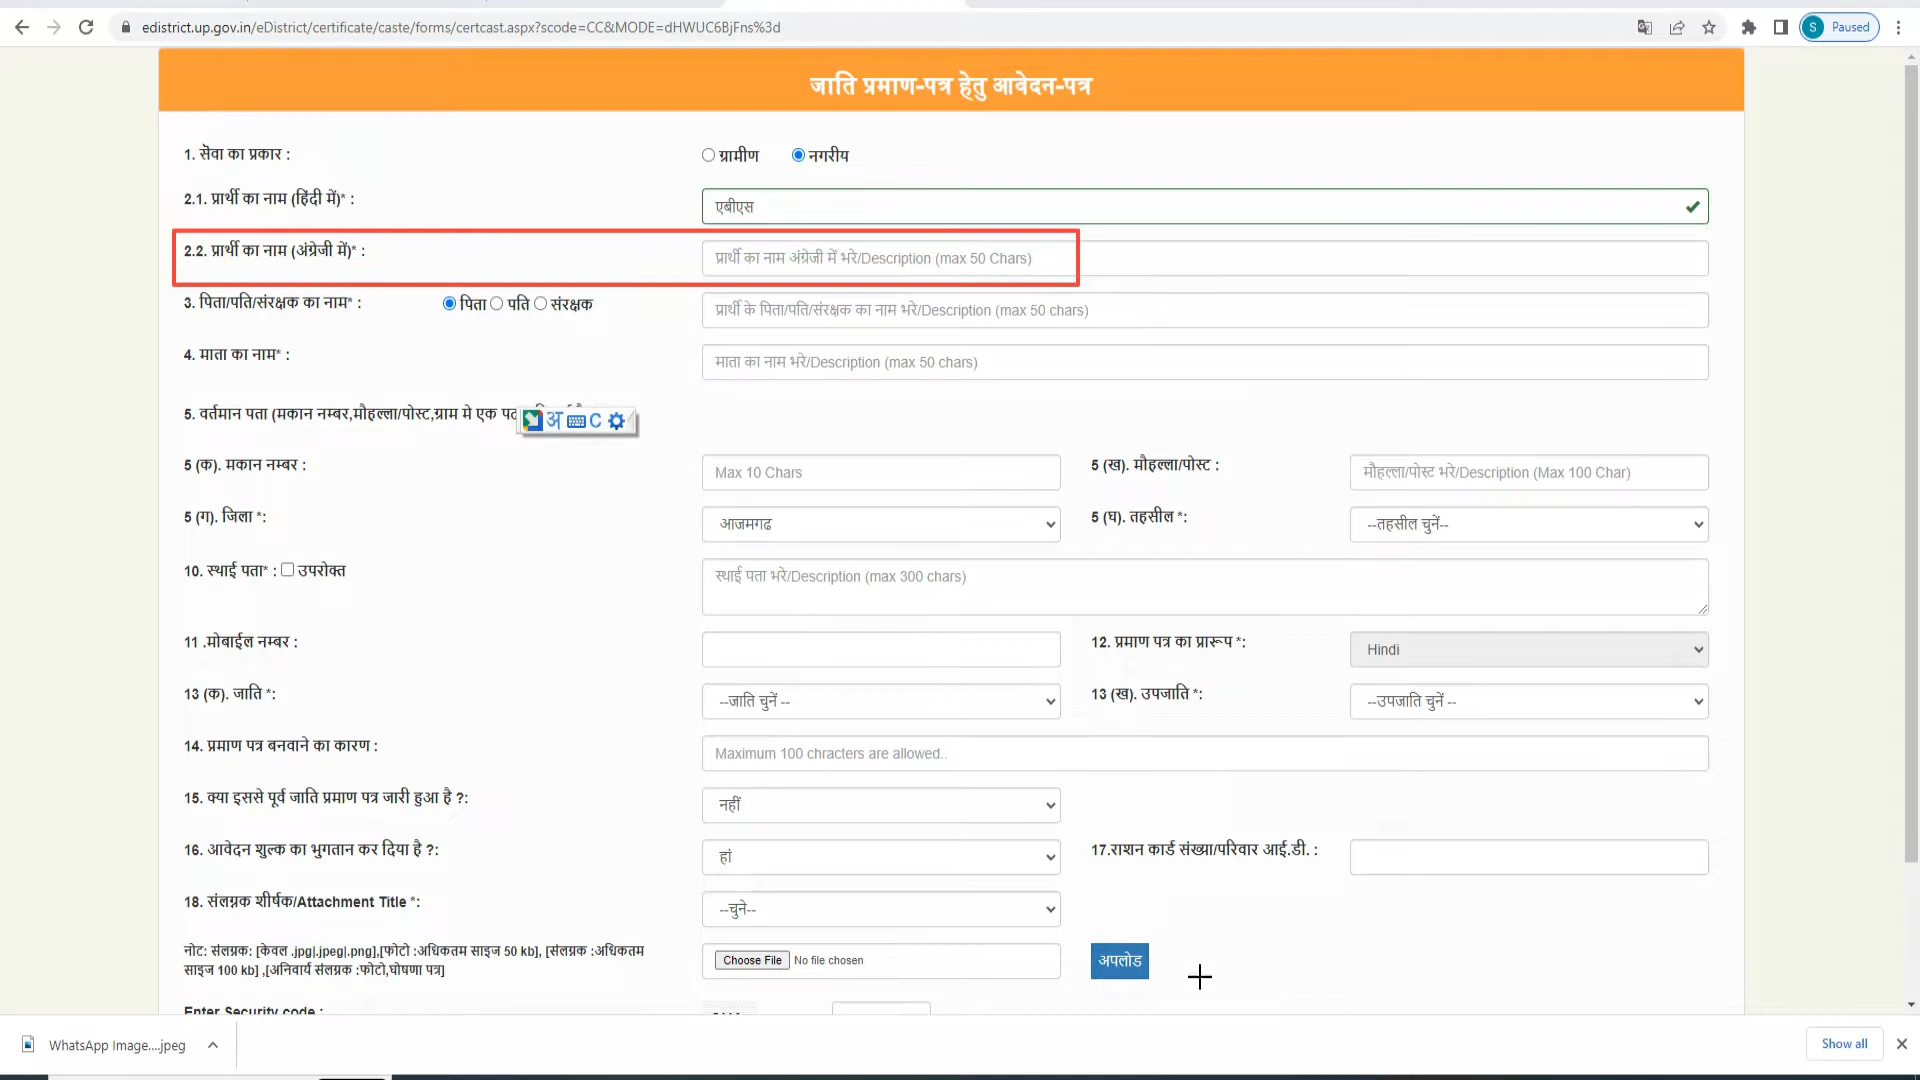 edistrict.up.gov.in/eDistrict/certificate/caste/forms/certcast.aspx?scode=CC&MODE=dHWUC6BjFns%3d
S Paused
जाति प्रमाण-पत्र हेतु आवेदन-पत्र
1. सेवा का प्रकार : ग्रामीण नगरीय
2.1. प्रार्थी का नाम (हिंदी में)* : एबीएस
2.2. प्रार्थी का नाम (अंग्रेजी में)* : प्रार्थी का नाम अंग्रेजी में भरे/Description (max 50 Chars)
3. पिता/पति/संरक्षक का नाम* : पिता पति संरक्षक प्रार्थी के पिता/पति/संरक्षक का नाम भरे/Description (max 50 chars)
4. माता का नाम* : माता का नाम भरे/Description (max 50 chars)
5. वर्तमान पता (मकान नम्बर,मौहल्ला/पोस्ट,ग्राम मे एक
अ C
5 (क). मकान नम्बर : Max 10 Chars 5 (ख). मौहल्ला/पोस्ट : मौहल्ला/पोस्ट भरे/Description (Max 100 Char)
5 (ग). जिला *: आजमगढ 5 (घ). तहसील *: --तहसील चुनें--
10. स्थाई पता* : उपरोक्त स्थाई पता भरे/Description (max 300 chars)
11 .मोबाईल नम्बर : 12. प्रमाण पत्र का प्रारूप *: Hindi
13 (क). जाति *: --जाति चुनें -- 13 (ख). उपजाति *: --उपजाति चुनें --
14. प्रमाण पत्र बनवाने का कारण : Maximum 100 chracters are allowed..
15. क्या इससे पूर्व जाति प्रमाण पत्र जारी हुआ है ?: नहीं
16. आवेदन शुल्क का भुगतान कर दिया है ?: हां 17.राशन कार्ड संख्या/परिवार आई.डी. :
18. संलग्नक शीर्षक/Attachment Title *: --चुने--
नोट: संलग्नक: [केवल .jpg|.jpeg|.png],[फोटो :अधिकतम साइज 50 kb], [संलग्नक :अधिकतम
साइज 100 kb] ,[अनिवार्य संलग्नक :फोटो,घोषणा पत्र]
Choose File No file chosen अपलोड
Enter Security code :
WhatsApp Image....jpeg Show all